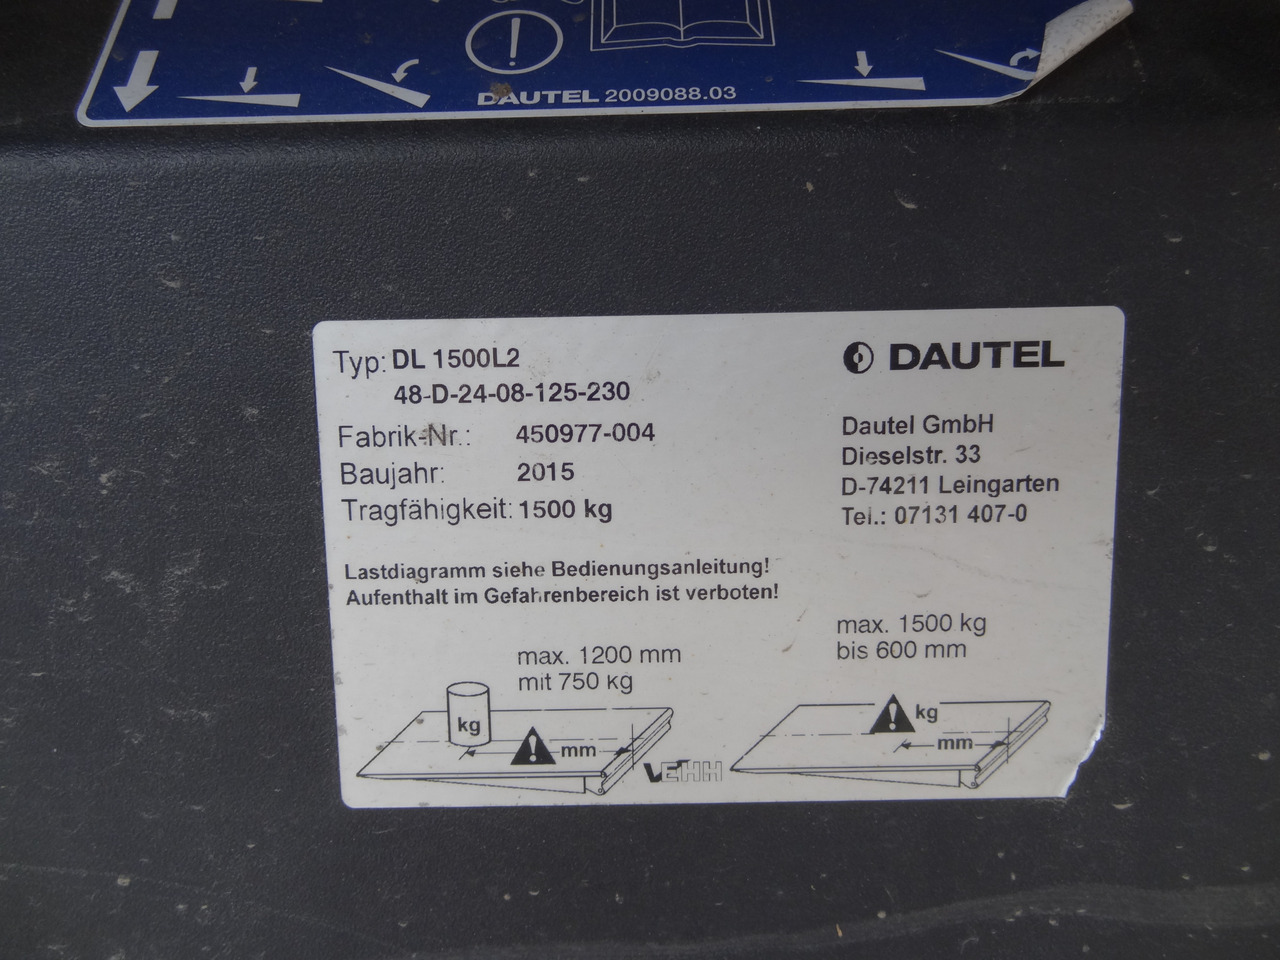 DAUTEL 2009088.03
Typ: DL 1500L2
48-D-24-08-125-230
Fabrik-Nr.: 450977-004
Baujahr: 2015
Tragfähigkeit: 1500 kg
DAUTEL
Dautel GmbH
Dieselstr. 33
D-74211 Leingarten
Tel.: 07131 407-0
Lastdiagramm siehe Bedienungsanleitung!
Aufenthalt im Gefahrenbereich ist verboten!
max. 1200 mm
mit 750 kg
kg
mm
max. 1500 kg
bis 600 mm
kg
mm
VEHH